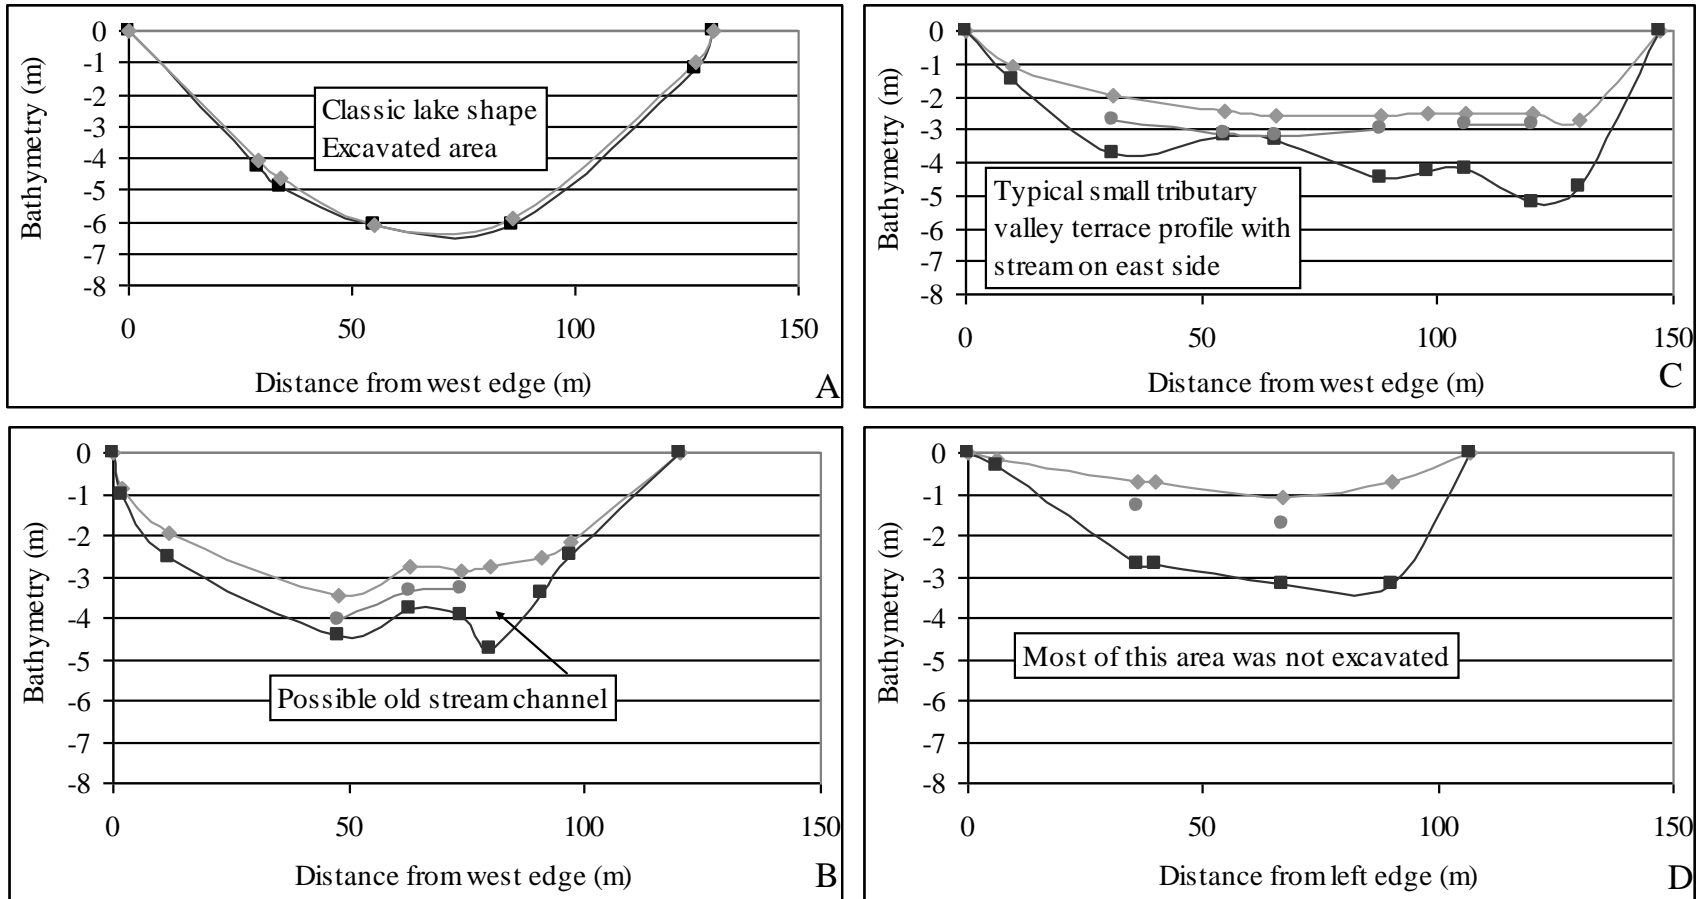 0
-1
-2
-3
-4
-5
-6
-7
-8
Bathymetry (m)
Classic lake shape
Excavated area
0 50 100 150
Distance from west edge (m)
A
0
-1
-2
-3
-4
-5
-6
-7
-8
Bathymetry (m)
Typical small tributary
valley terrace profile with
stream on east side
0 50 100 150
Distance from west edge (m)
C
0
-1
-2
-3
-4
-5
-6
-7
-8
Bathymetry (m)
Possible old stream channel
0 50 100 150
Distance from west edge (m)
B
0
-1
-2
-3
-4
-5
-6
-7
-8
Bathymetry (m)
Most of this area was not excavated
0 50 100 150
Distance from left edge (m)
D